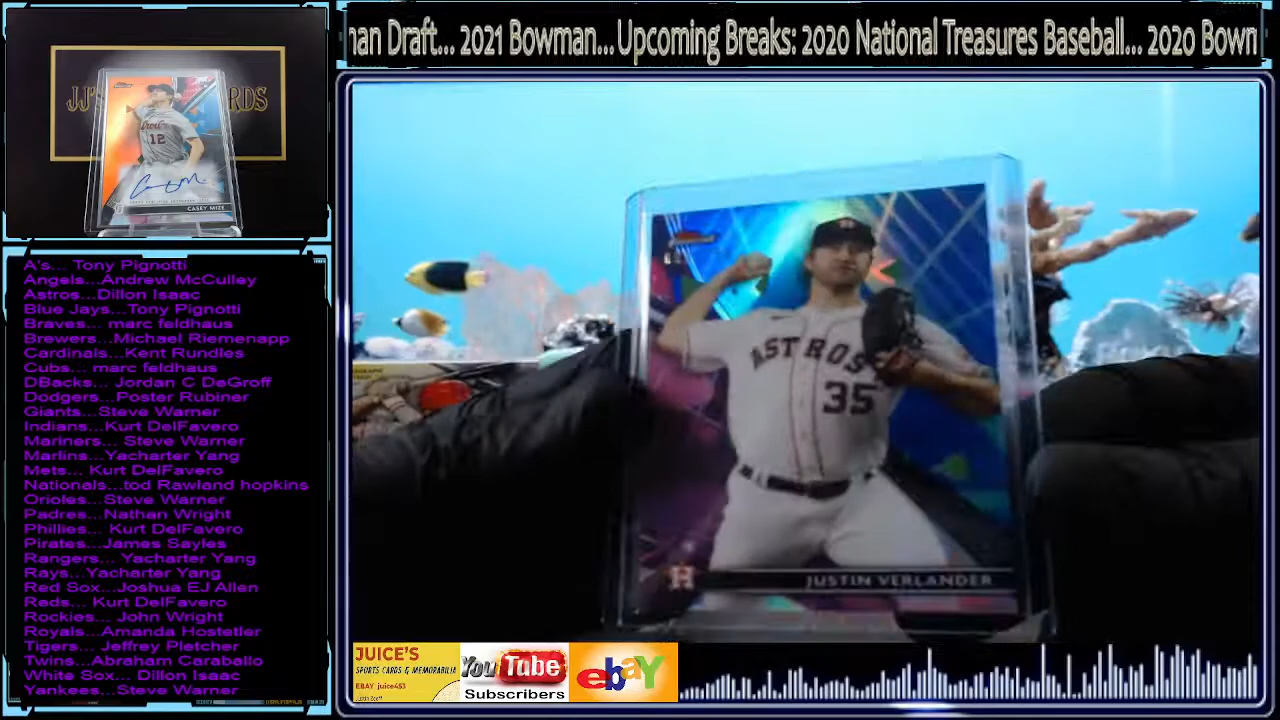 nan Draft... 2021 Bowman...Upcoming Breaks: 2020 National Treasures Baseball... 2020 Bown
JJ'S
RDS
Detroit
12
CASEY MIZE
A's... Tony Pignotti
Angels...Andrew McCulley
Astros...Dillon Isaac
Blue Jays...Tony Pignotti
Braves... marc feldhaus
Brewers...Michael Riemenapp
Cardinals...Kent Rundles
Cubs... marc feldhaus
DBacks... Jordan C DeGroff
Dodgers...Poster Rubiner
Giants...Steve Warner
Indians...Kurt DelFavero
Mariners... Steve Warner
Marlins...Yacharter Yang
Mets... Kurt DelFavero
Nationals...tod Rawland hopkins
Orioles...Steve Warner
Padres...Nathan Wright
Phillies... Kurt DelFavero
Pirates...James Sayles
Rangers... Yacharter Yang
Rays...Yacharter Yang
Red Sox...Joshua EJ Allen
Reds... Kurt DelFavero
Rockies... John Wright
Royals...Amanda Hostetler
Tigers... Jeffrey Pletcher
Twins...Abraham Caraballo
White Sox... Dillon Isaac
Yankees...Steve Warner
ASTROS
35
H
JUSTIN VERLANDER
JUICE'S
SPORTS CARDS & MEMORABILIA
EBAY juice453
YouTube
Subscribers
ebaY